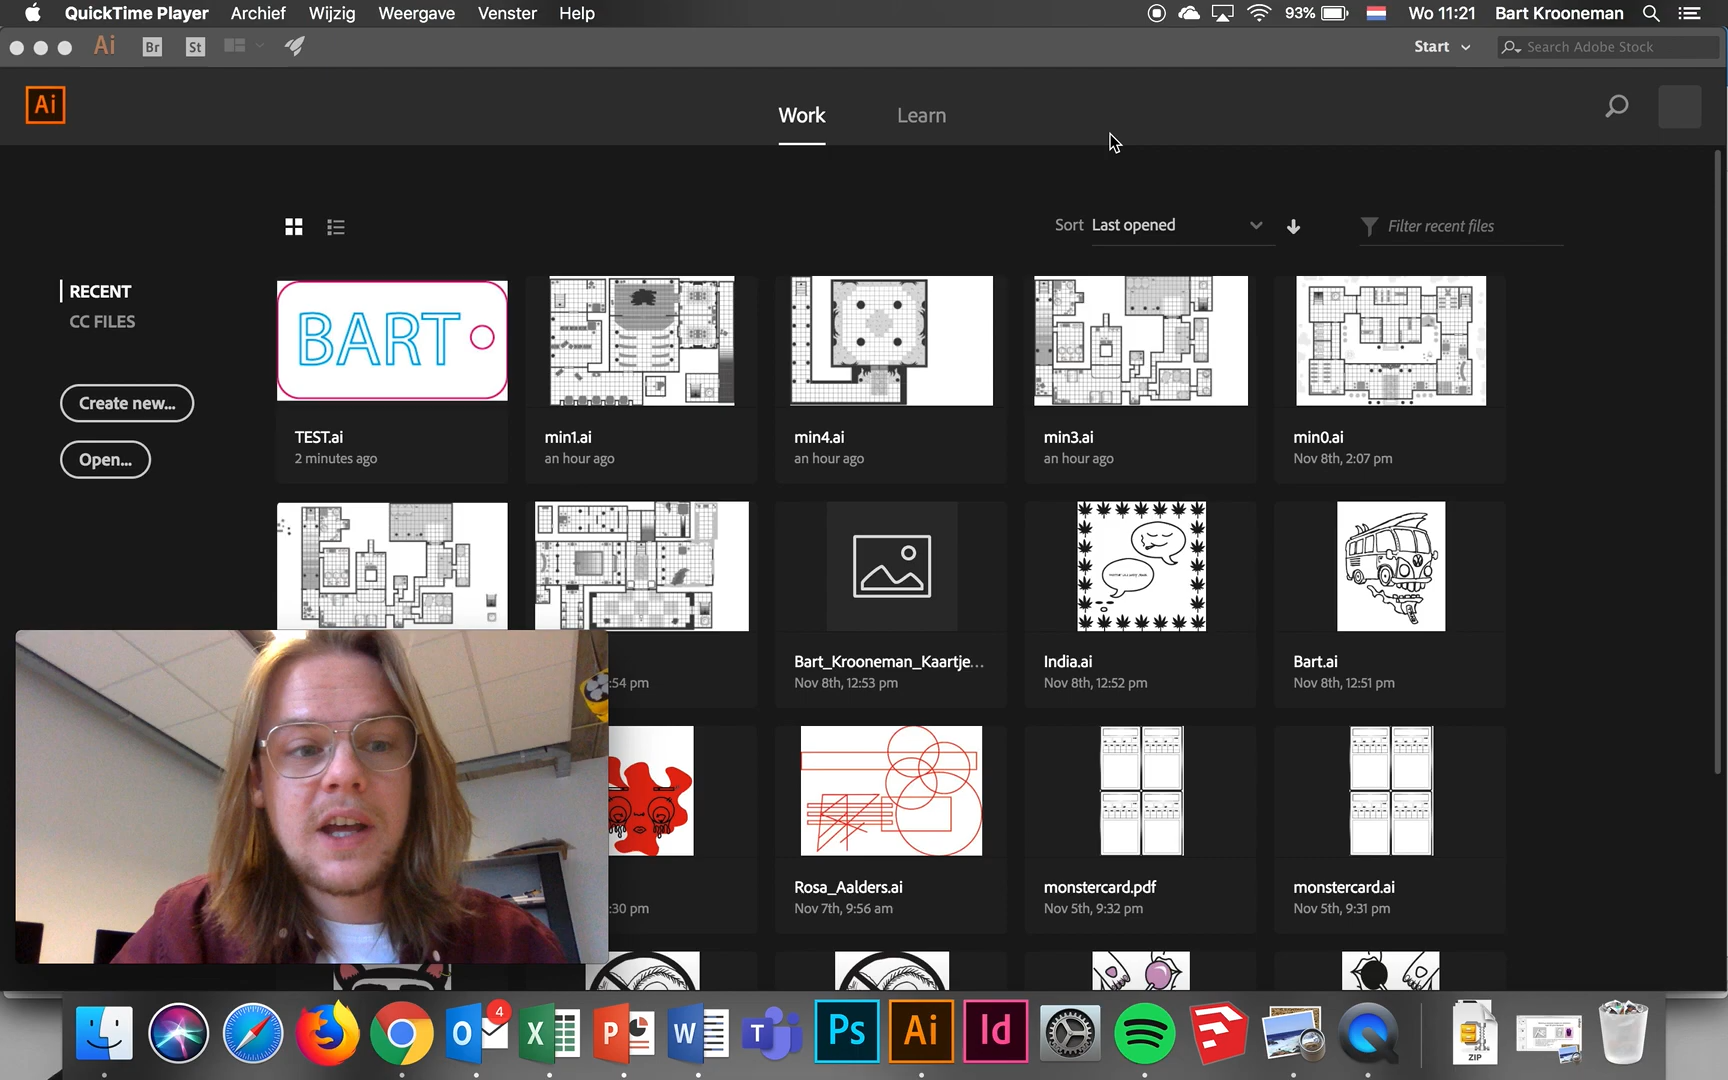 QuickTime Player Archief Wijzig Weergave Venster Help 93% Wo 11:21 Bart Krooneman
Ai Br St Start Search Adobe Stock
Ai Work Learn
Sort Last opened Filter recent files
RECENT
CC FILES
Create new...
Open...
BART
TEST.ai
2 minutes ago
min1.ai
an hour ago
min4.ai
an hour ago
min3.ai
an hour ago
min0.ai
Nov 8th, 2:07 pm
:54 pm
Bart_Krooneman_Kaartje...
Nov 8th, 12:53 pm
India.ai
Nov 8th, 12:52 pm
Bart.ai
Nov 8th, 12:51 pm
:30 pm
Rosa_Aalders.ai
Nov 7th, 9:56 am
monstercard.pdf
Nov 5th, 9:32 pm
monstercard.ai
Nov 5th, 9:31 pm
O 4 X P W T Ps Ai Id ZIP